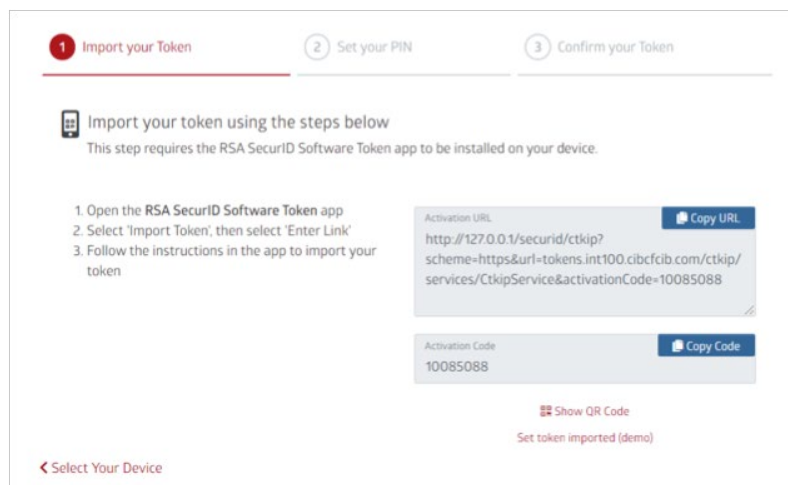 1 Import your Token
2 Set your PIN
3 Confirm your Token
Import your token using the steps below
This step requires the RSA SecurID Software Token app to be installed on your device.
1. Open the RSA SecurID Software Token app
2. Select 'Import Token', then select 'Enter Link'
3. Follow the instructions in the app to import your
token
Activation URL
Copy URL
http://127.0.0.1/securid/ctkip?
scheme=https&url=tokens.int100.cibcfcib.com/ctkip/
services/CtkipService&activationCode=10085088
Activation Code
Copy Code
10085088
Show QR Code
Set token imported (demo)
Select Your Device